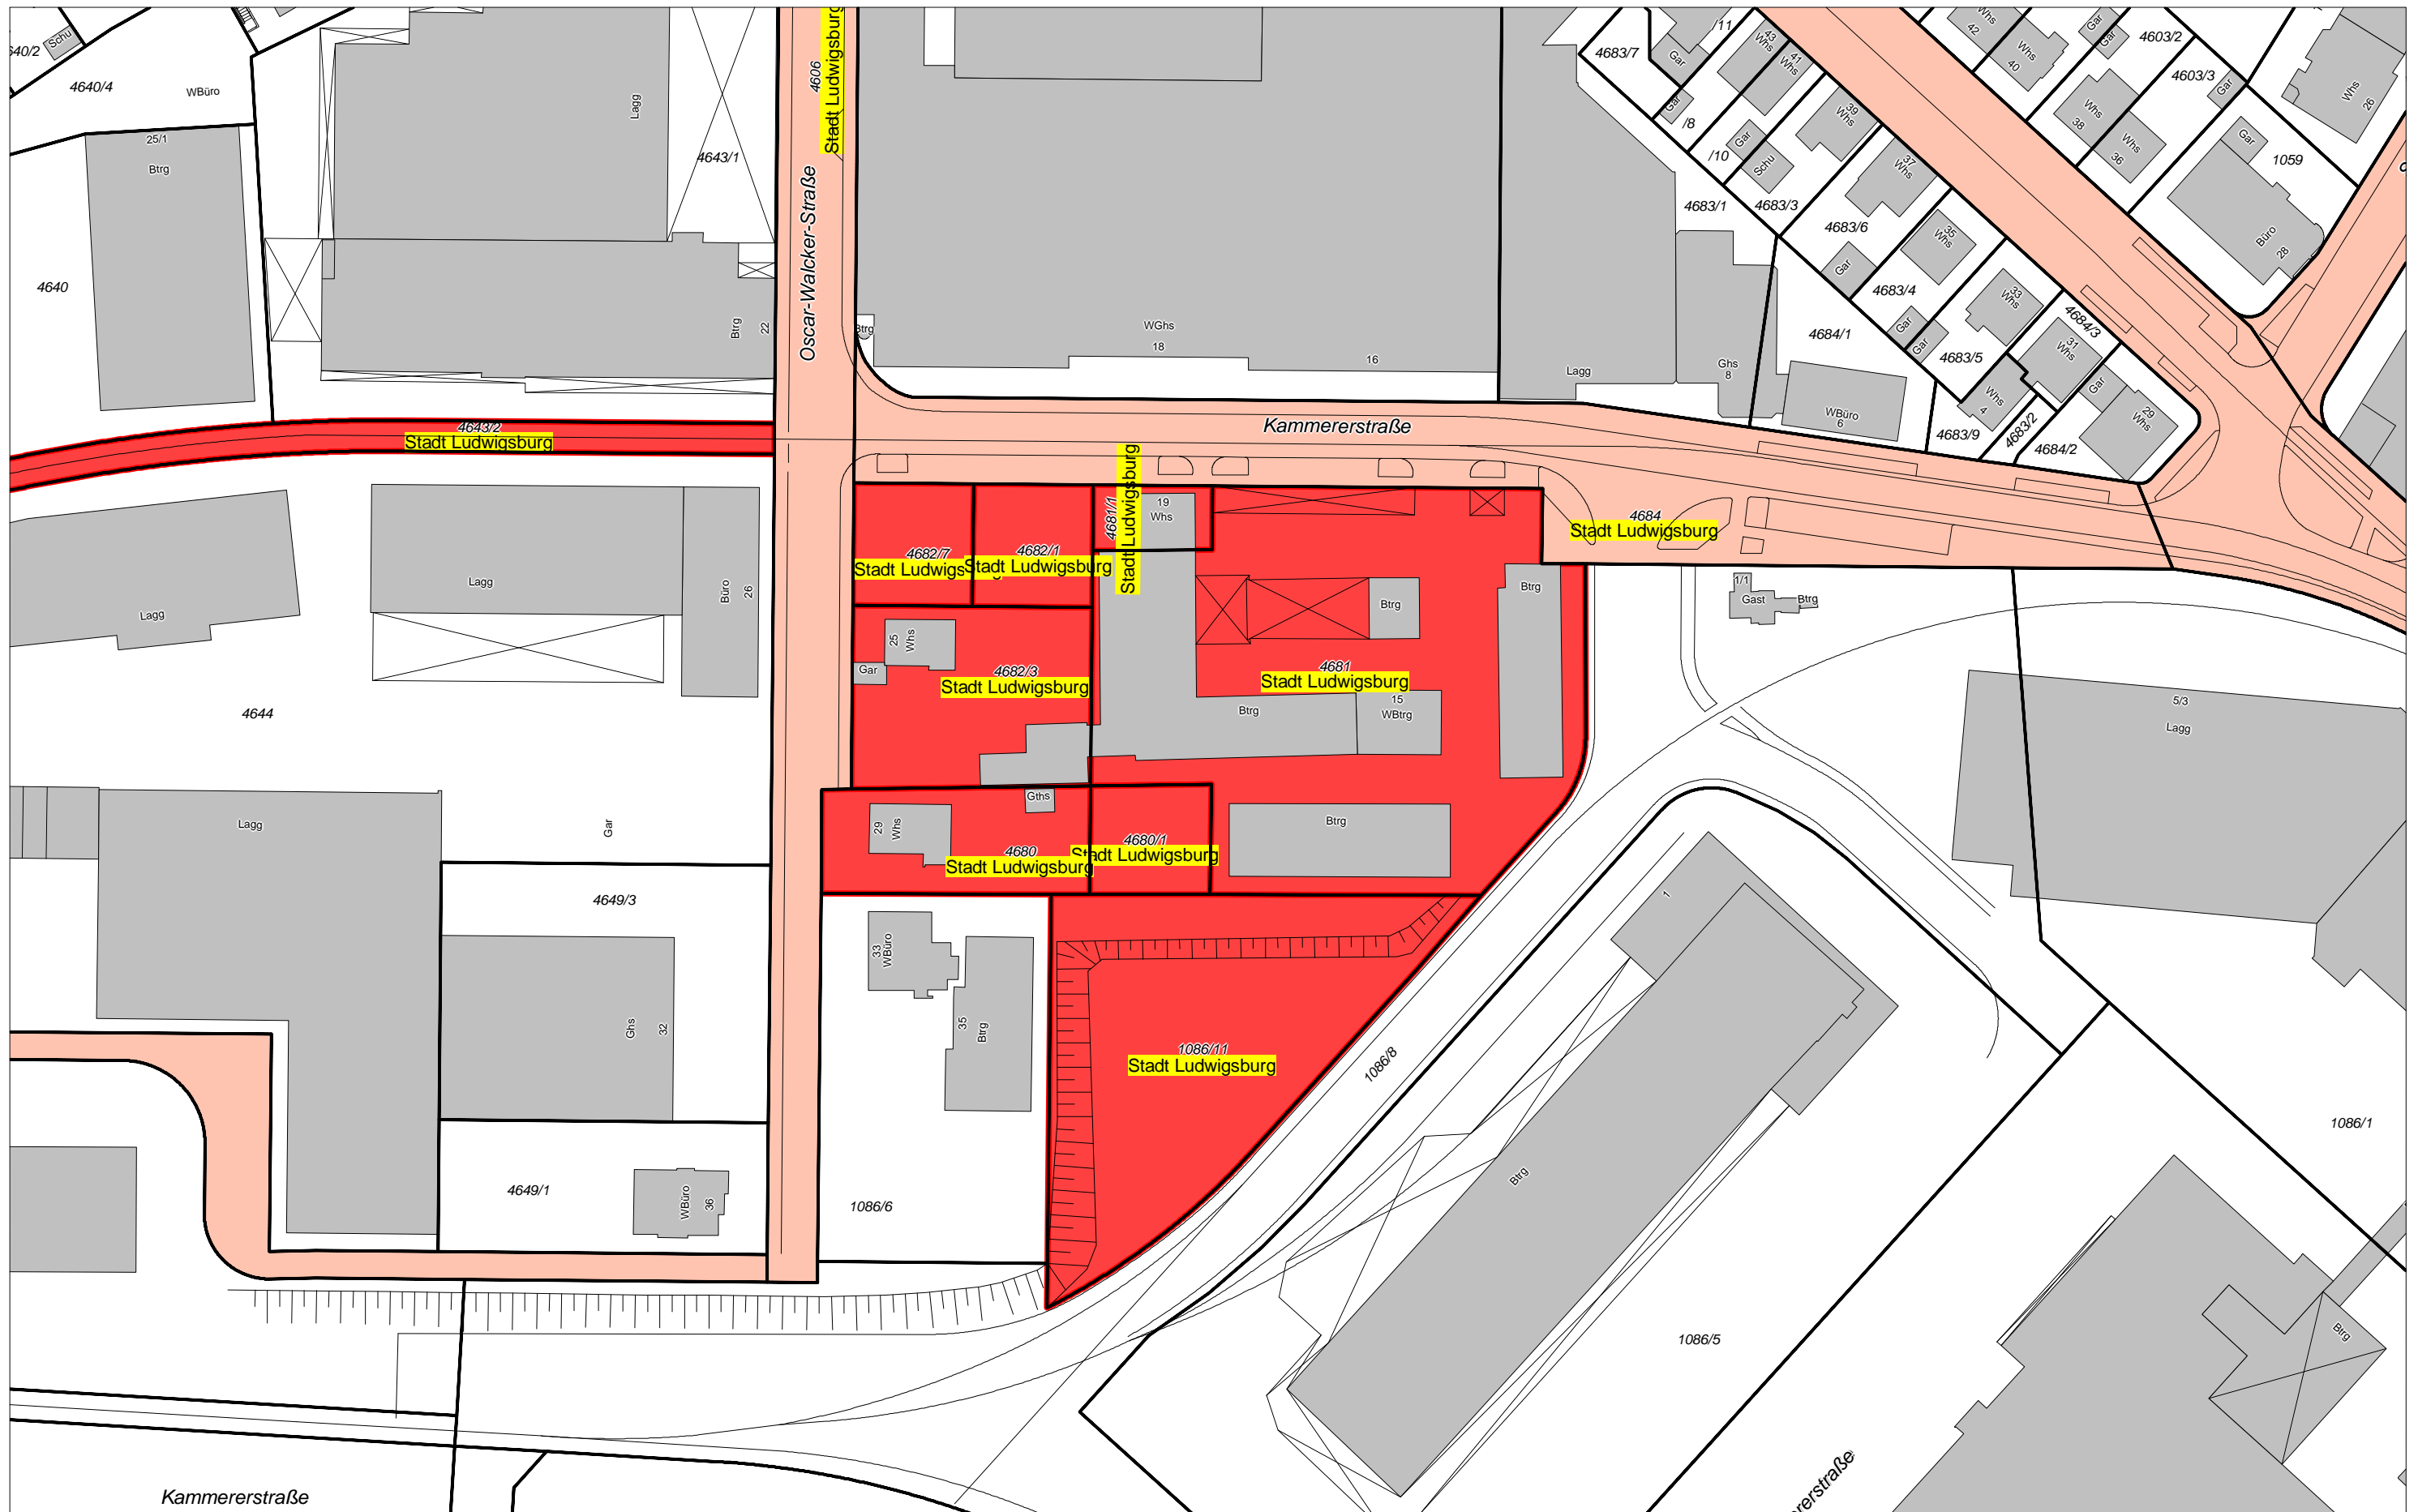 40/2
Schu
4640/4
WBüro
25/1
Btrg
4640
Lagg
4643/1
4606
Stadt Ludwigsburg
Oscar-Walcker-Straße
Btrg
22
Btrg
WGhs
18
16
Lagg
4683/7
/11
Gar
Gar
/8
/10
43
Whs
41
Whs
Gar
Schu
39
Whs
4683/1
4683/3
37
Whs
4683/6
Gar
35
Whs
4683/4
Gar
Gar
33
Whs
4683/5
4684/3
31
Whs
4684/1
Ghs
8
WBüro
6
Whs
4
4683/9
4683/2
4684/2
Gar
29
Whs
Whs
42
Whs
40
Gar
Gar
4603/2
4603/3
Gar
Whs
38
Whs
36
Whs
26
Gar
1059
Büro
28
4643/2
Stadt Ludwigsburg
Kammererstraße
4682/7
Stadt Ludwigs
4682/1
Stadt Ludwigsburg
4681/1
Stadt Ludwigsburg
19
Whs
4684
Stadt Ludwigsburg
Lagg
Lagg
Büro
26
25
Whs
Gar
4682/3
Stadt Ludwigsburg
Btrg
Btrg
4681
Stadt Ludwigsburg
Btrg
15
WBtrg
1/1
Gast
Btrg
5/3
Lagg
4644
Lagg
Gar
29
Whs
Gths
4680
Stadt Ludwigsburg
4680/1
Stadt Ludwigsburg
Btrg
4649/3
Ghs
32
33
WBüro
35
Btrg
1
1086/11
Stadt Ludwigsburg
1086/8
Btrg
1086/1
4649/1
WBüro
36
1086/6
1086/5
Btrg
Kammererstraße
rerstraße